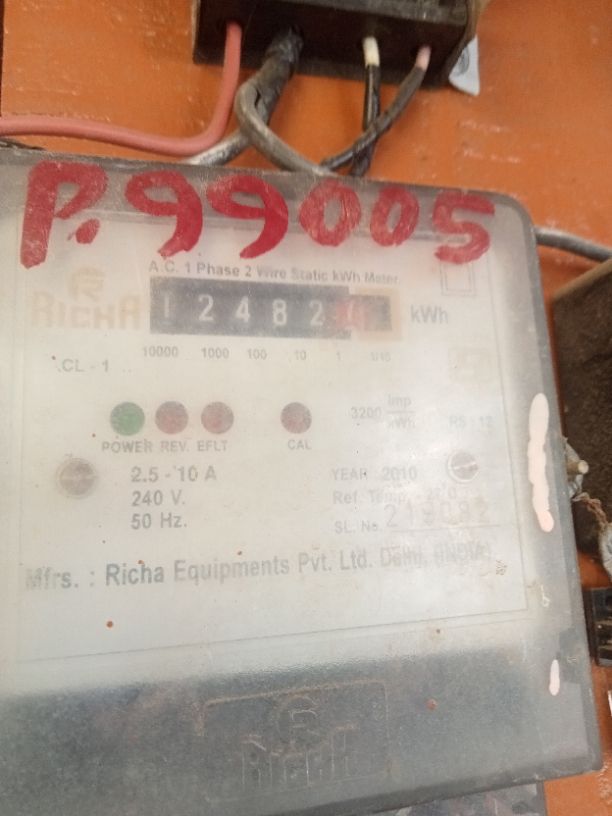 P.99005
A.C. 1 Phase 2 Wire Static kWh Meter
RICHA
12482 kWh
10000 1000 100 10 1 1/10
CL - 1
3200 imp/kWh
RS : 12
POWER REV. EFLT CAL
2.5 - 10 A
240 V.
50 Hz.
YEAR : 2010
Ref. Temp.
SL. No.
Mfrs. : Richa Equipments Pvt. Ltd. Delhi, (INDIA)
RICHA